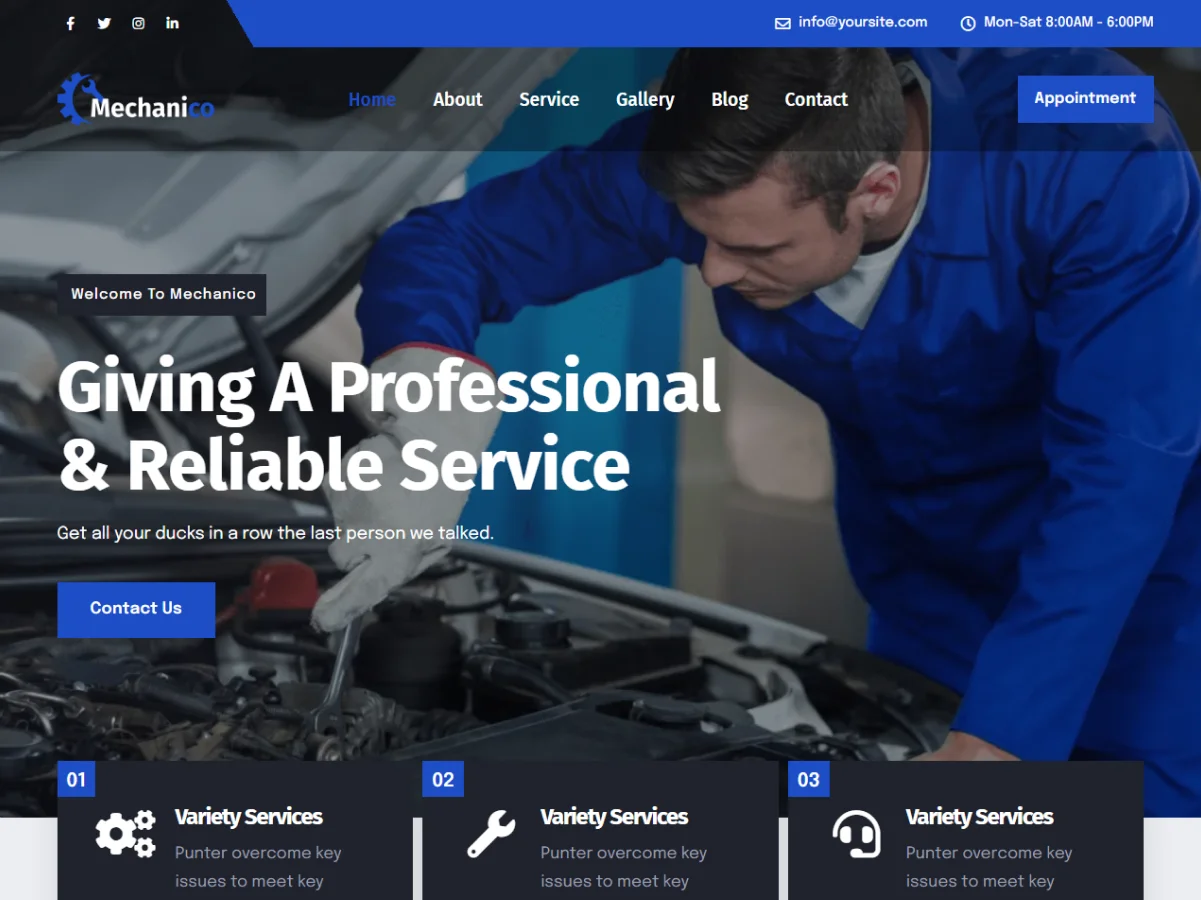 info@yoursite.com
Mon-Sat 8:00AM - 6:00PM
Mechanico
Home
About
Service
Gallery
Blog
Contact
Appointment
Welcome To Mechanico
Giving A Professional
& Reliable Service
Get all your ducks in a row the last person we talked.
Contact Us
01
Variety Services
Punter overcome key
issues to meet key
02
Variety Services
Punter overcome key
issues to meet key
03
Variety Services
Punter overcome key
issues to meet key